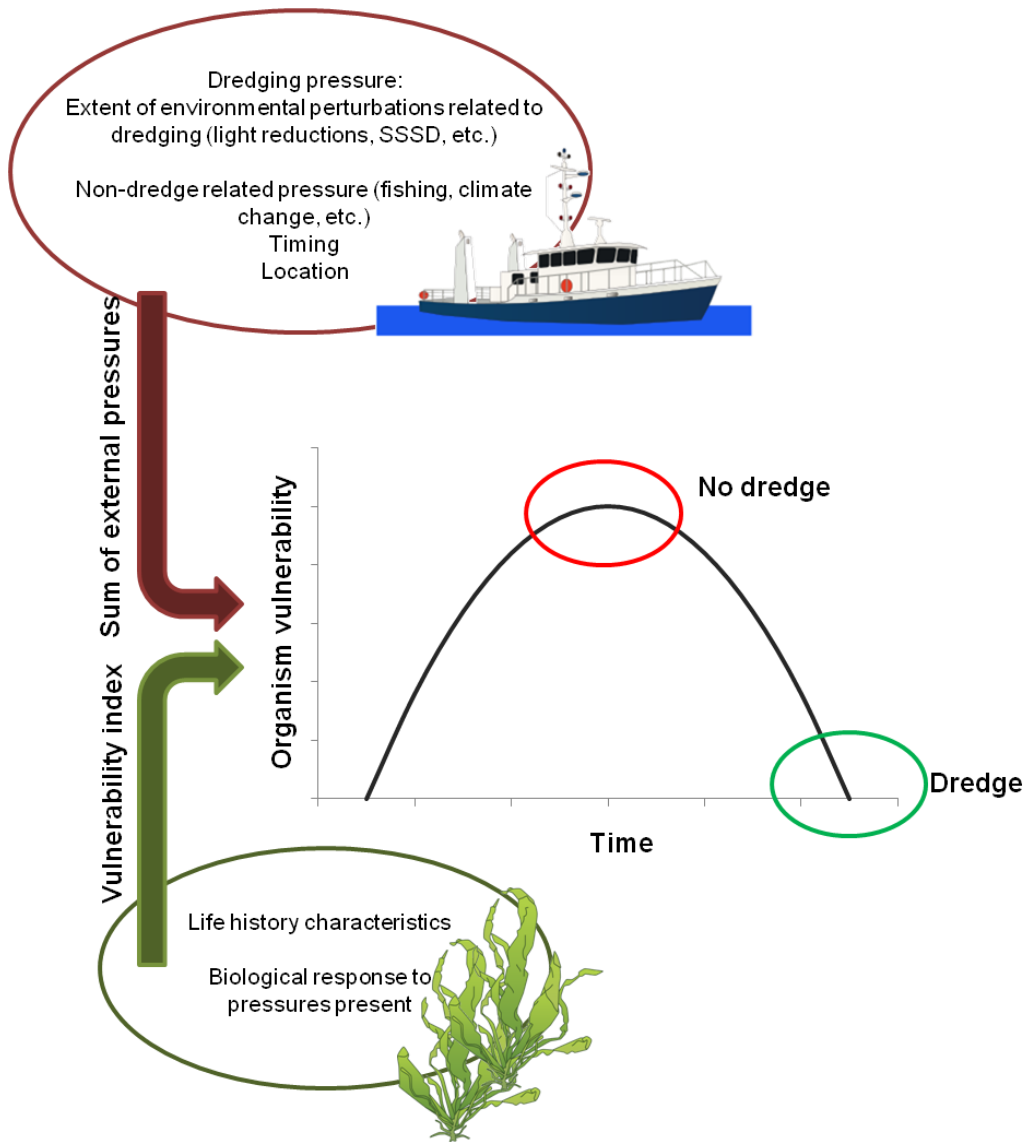 Dredging pressure:
Extent of environmental perturbations related to
dredging (light reductions, SSSD, etc.)
Non-dredge related pressure (fishing, climate
change, etc.)
Timing
Location
Sum of external pressures
Vulnerability index
Organism vulnerability
No dredge
Dredge
Time
Life history characteristics
Biological response to
pressures present